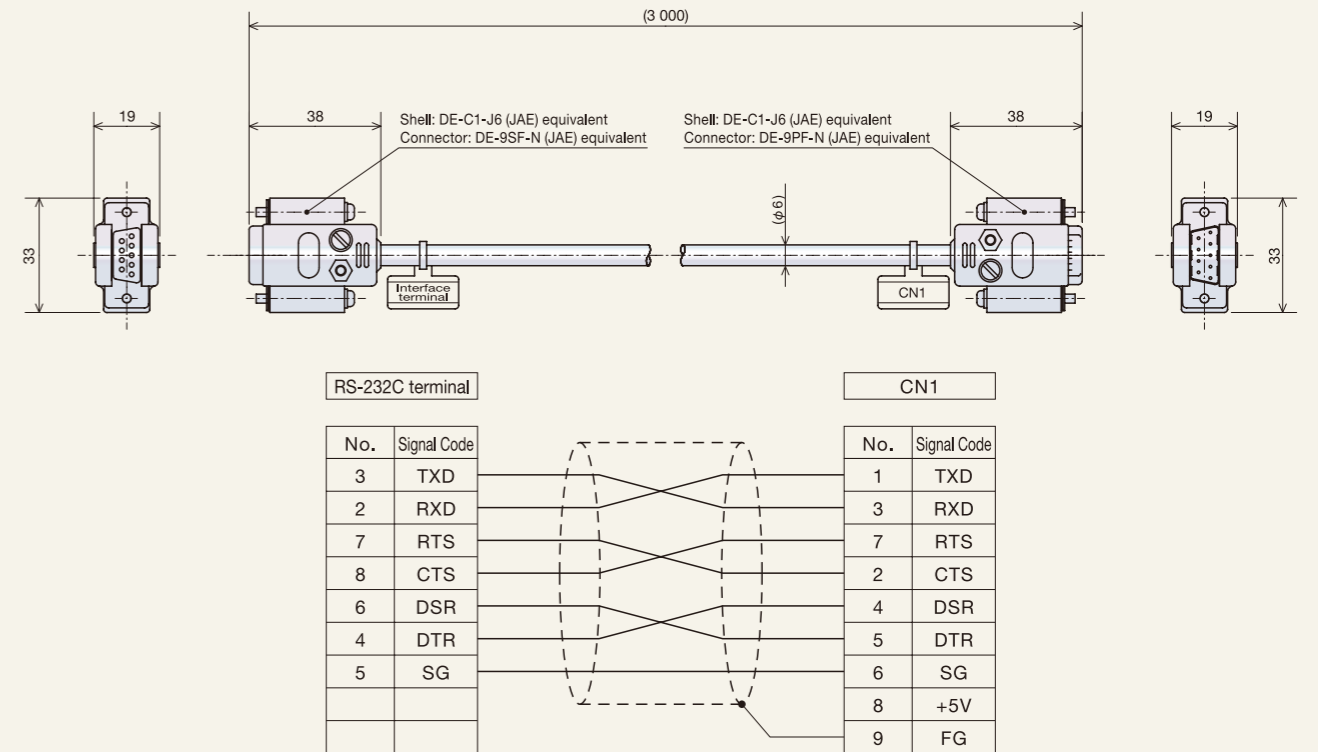 (3 000)
19
38
Shell: DE-C1-J6 (JAE) equivalent
Connector: DE-9SF-N (JAE) equivalent
Shell: DE-C1-J6 (JAE) equivalent
Connector: DE-9PF-N (JAE) equivalent
38
19
33
(φ6)
33
Interface
terminal
CN1
RS-232C terminal
CN1
No. Signal Code
3 TXD
2 RXD
7 RTS
8 CTS
6 DSR
4 DTR
5 SG
No. Signal Code
1 TXD
3 RXD
7 RTS
2 CTS
4 DSR
5 DTR
6 SG
8 +5V
9 FG